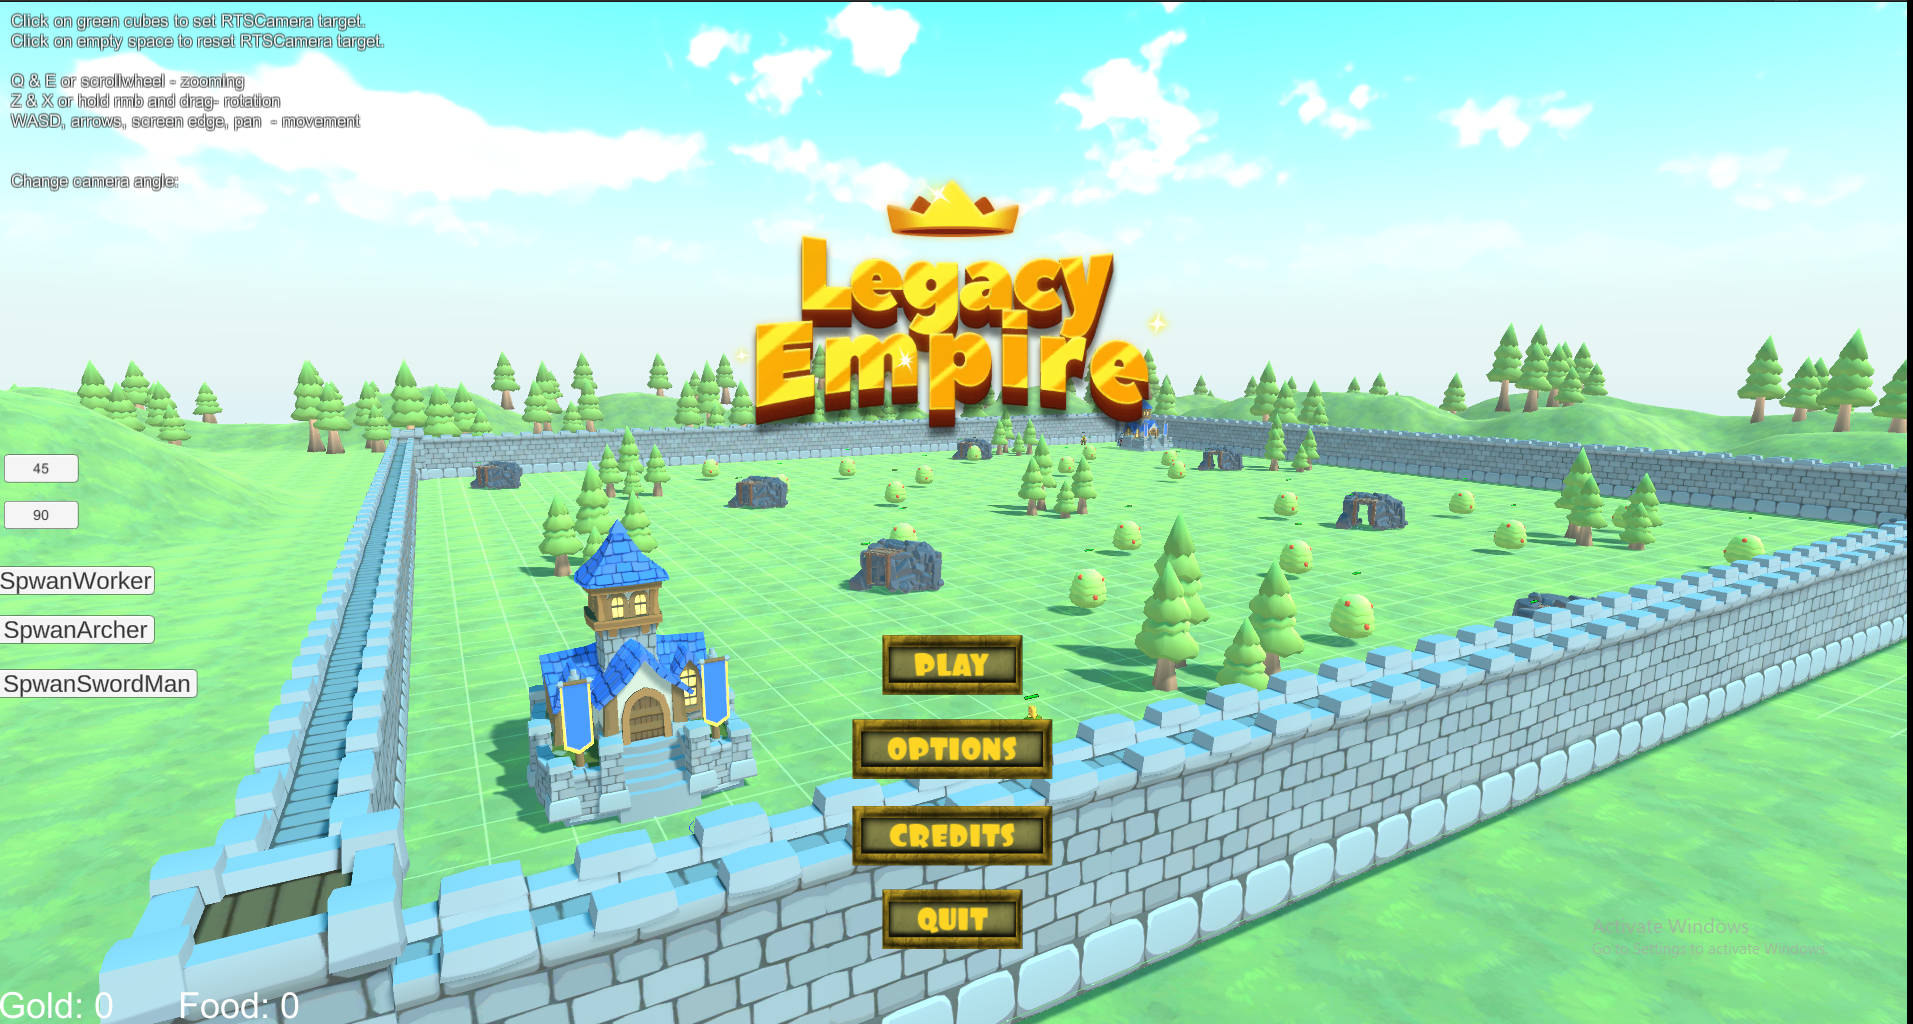 Click on green cubes to set RTSCamera target.
Click on empty space to reset RTSCamera target.
Q & E or scrollwheel - zooming
Z & X or hold rmb and drag- rotation
WASD, arrows, screen edge, pan - movement
Change camera angle:
Legacy
Empire
45
90
SpwanWorker
SpwanArcher
SpwanSwordMan
PLAY
OPTIONS
CREDITS
QUIT
Activate Windows
Go to Settings to activate Windows.
Gold: 0 Food: 0